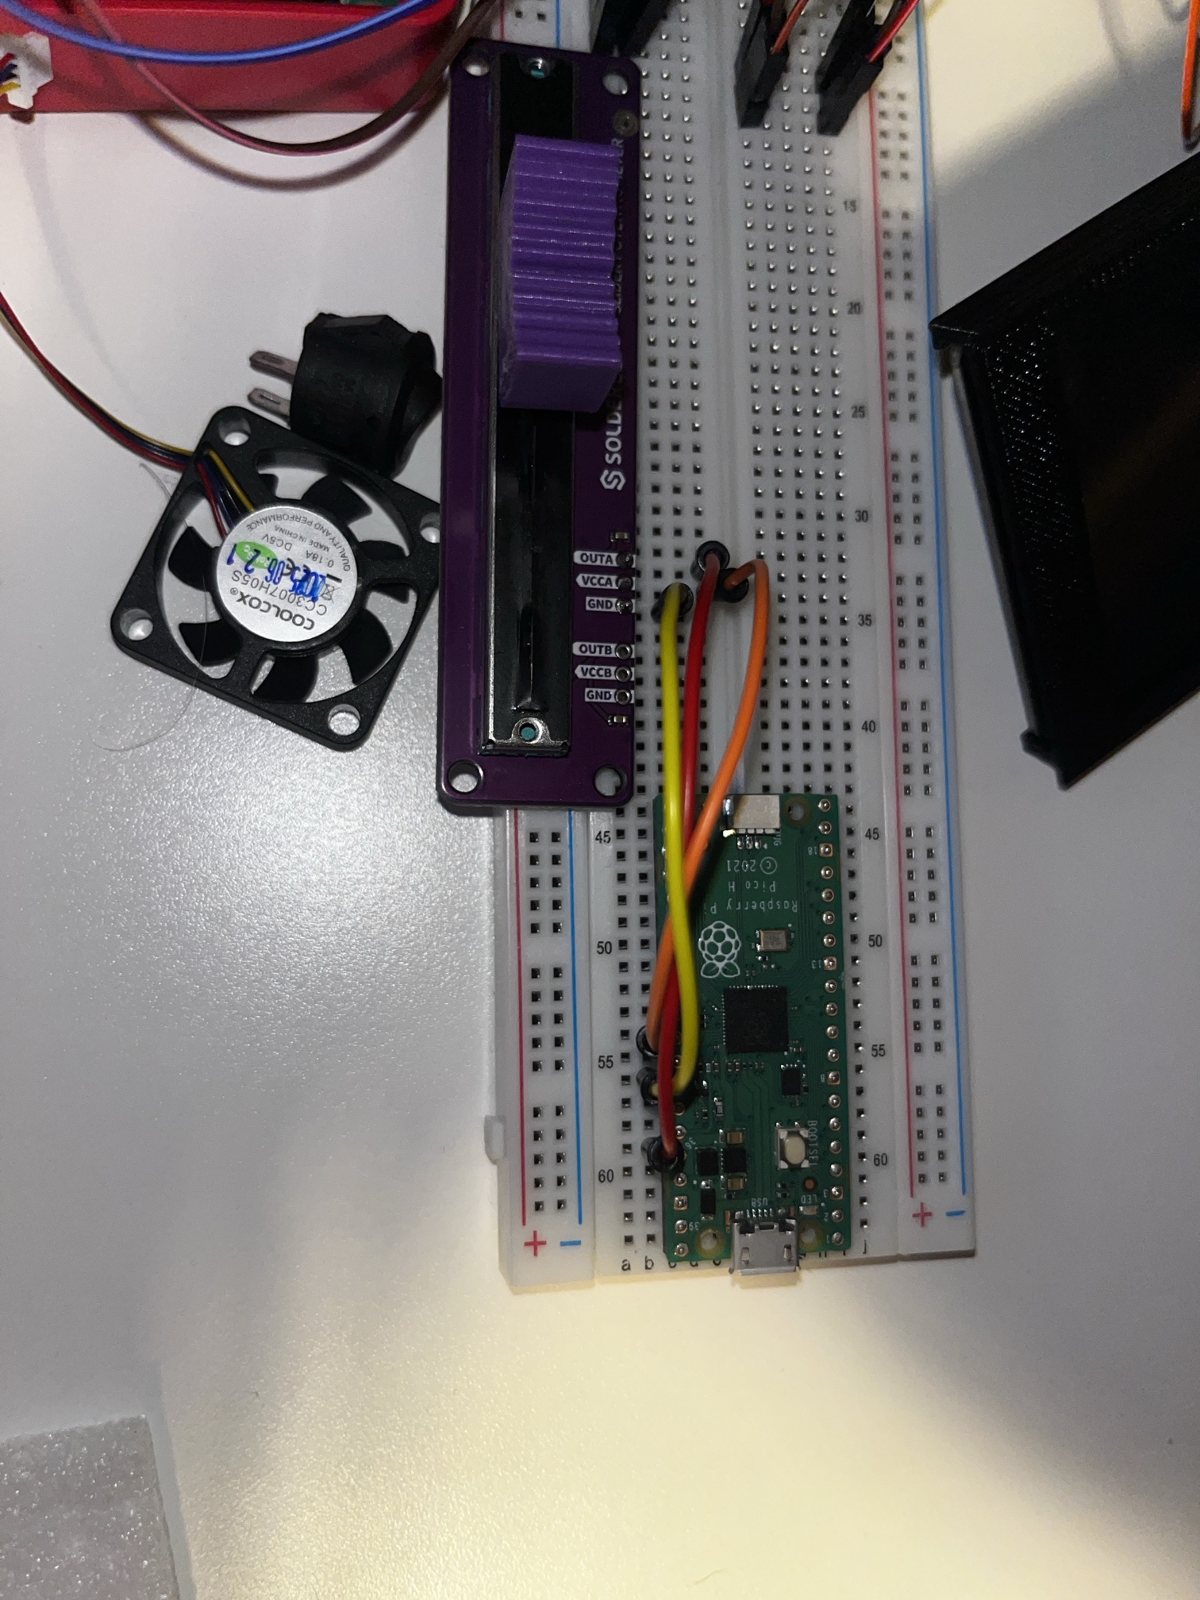 SOLDE
OUTA
VCCA
GND
OUTB
VCCB
GND
COOLCOX®
CC3007H05S
DC5V
0.18A
MADE IN CHINA
QUALITY AND PERFORMANCE
15
20
25
30
35
40
45
50
55
60
45
50
55
60
Raspberry Pi
Pico H
© 2021
BOOTSEL
USB
LED
39
+ −
+ −
a b
j